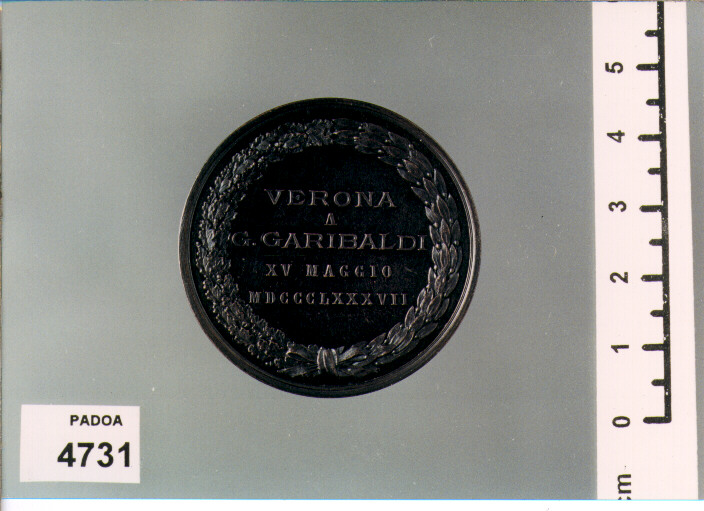 VERONA
A
G. GARIBALDI
XV MAGGIO
MDCCCLXXXVII
PADOA
4731
5
4
3
2
1
0
cm